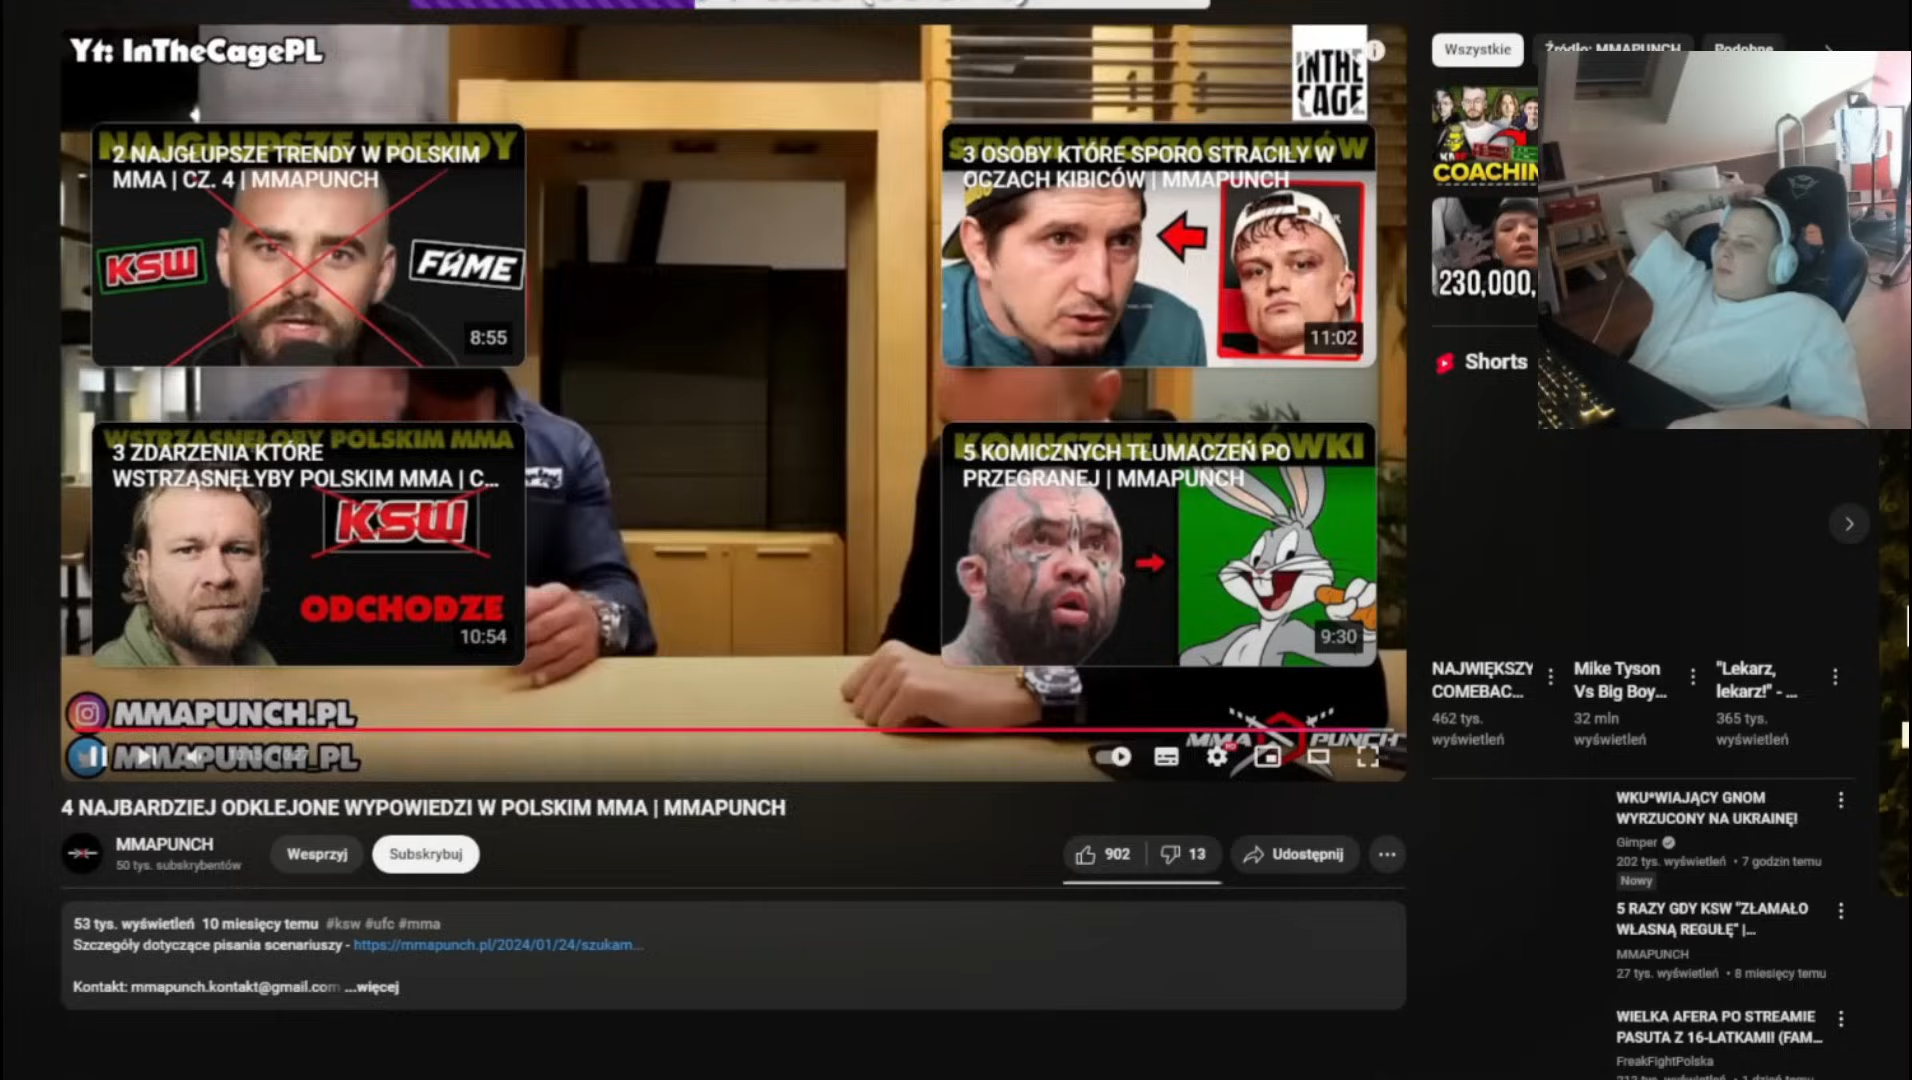 Yt: InTheCagePL
INTHE
CAGE
NAJGŁUPSZE TRENDY
2 NAJGŁUPSZE TRENDY W POLSKIM
MMA | CZ. 4 | MMAPUNCH
KSW
FAME
8:55
3 OSOBY KTÓRE SPORO STRACIŁY W
OCZACH KIBICÓW | MMAPUNCH
11:02
WSTRZĄSNĘŁOBY POLSKIM MMA
3 ZDARZENIA KTÓRE
WSTRZĄSNĘŁYBY POLSKIM MMA | C...
KSW
ODCHODZE
10:54
5 KOMICZNYCH TŁUMACZEŃ PO
PRZEGRANEJ | MMAPUNCH
9:30
MMAPUNCH.PL
MMAPUNCH_PL
MMA PUNCH
4 NAJBARDZIEJ ODKLEJONE WYPOWIEDZI W POLSKIM MMA | MMAPUNCH
MMAPUNCH
50 tys. subskrybentów
Wesprzyj
Subskrybuj
902
13
Udostępnij
53 tys. wyświetleń 10 miesięcy temu #ksw #ufc #mma
Szczegóły dotyczące pisania scenariuszy - https://mmapunch.pl/2024/01/24/szukam...
Kontakt: mmapunch.kontakt@gmail.com ...więcej
Wszystkie
Źródło: MMAPUNCH
Podobne
COACHIN
230,000,
Shorts
NAJWIĘKSZY
COMEBAC...
462 tys.
wyświetleń
Mike Tyson
Vs Big Boy...
32 mln
wyświetleń
"Lekarz,
lekarz!" - ...
365 tys.
wyświetleń
WKU*WIAJĄCY GNOM
WYRZUCONY NA UKRAINĘ!
Gimper
202 tys. wyświetleń • 7 godzin temu
Nowy
5 RAZY GDY KSW "ZŁAMAŁO
WŁASNĄ REGUŁĘ" |...
MMAPUNCH
27 tys. wyświetleń • 8 miesięcy temu
WIELKA AFERA PO STREAMIE
PASUTA Z 16-LATKAMI! (FAM...
FreakFightPolska